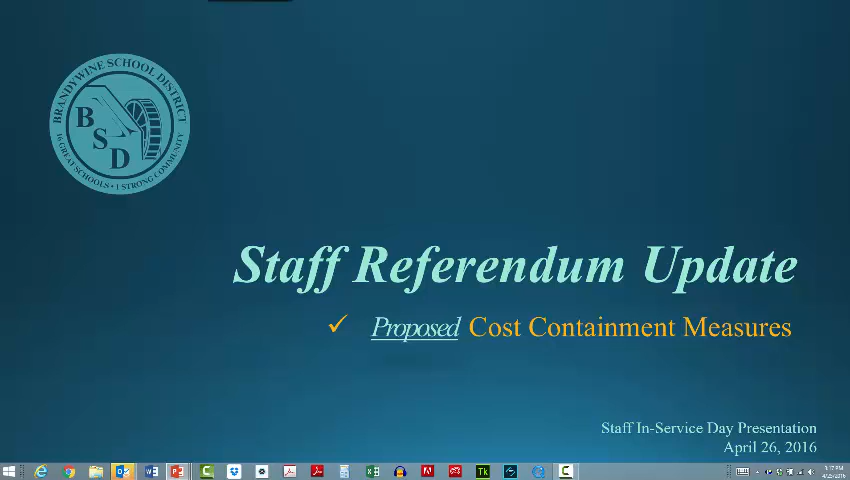 BRANDYWINE SCHOOL DISTRICT
B
S
D
16 GREAT SCHOOLS • 1 STRONG COMMUNITY
Staff Referendum Update
✓ Proposed Cost Containment Measures
Staff In-Service Day Presentation
April 26, 2016
Tk